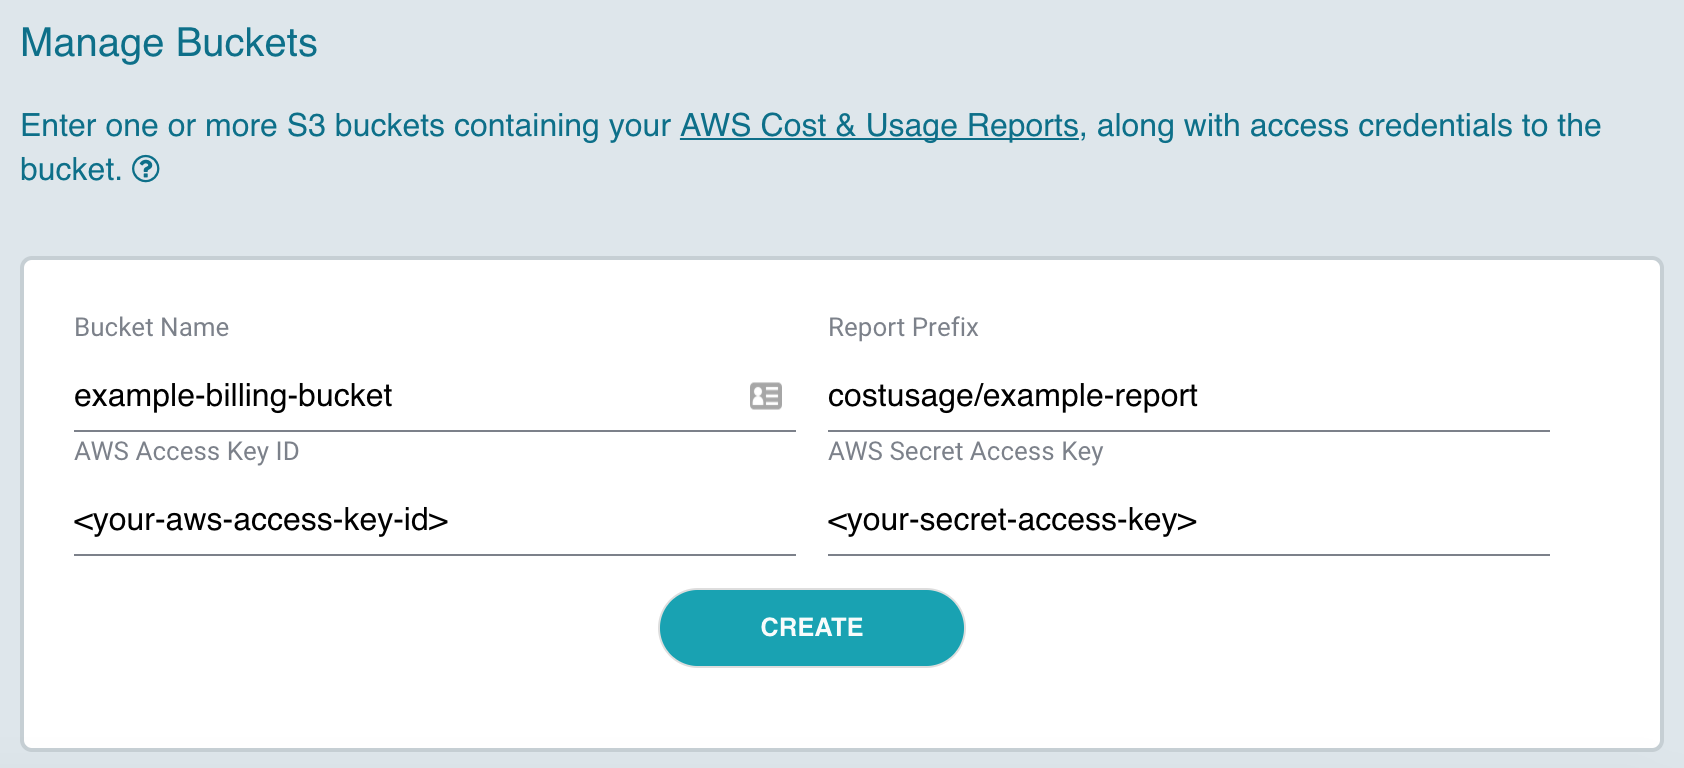 Manage Buckets
Enter one or more S3 buckets containing your AWS Cost & Usage Reports, along with access credentials to the
bucket. ?
Bucket Name
Report Prefix
example-billing-bucket
costusage/example-report
AWS Access Key ID
AWS Secret Access Key
<your-aws-access-key-id>
<your-secret-access-key>
CREATE